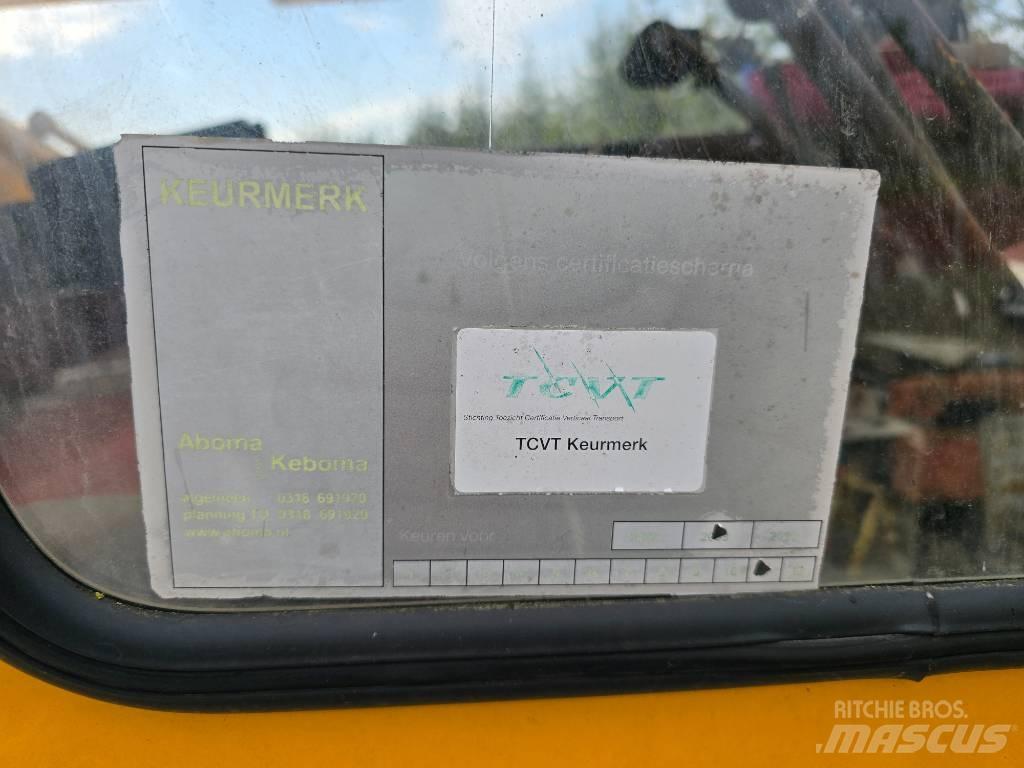 KEURMERK
Aboma
Keboma
algemeen 0318 691920
planning TD 0318 691920
www.aboma.nl
volgens certificatieschema
TCVT
Stichting Toezicht Certificatie Verticaal Transport
TCVT Keurmerk
Keuren voor
RITCHIE BROS.
MASCUS